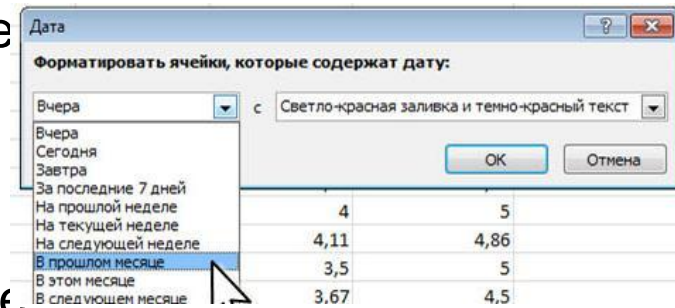 е
Дата
Форматировать ячейки, которые содержат дату:
Вчера с Светло-красная заливка и темно-красный текст
Вчера
Сегодня
Завтра
За последние 7 дней
На прошлой неделе
На текущей неделе
На следующей неделе
В прошлом месяце
В этом месяце
В следующем месяце
ОК Отмена
4 5
4,11 4,86
3,5 5
3,67 4,5
е